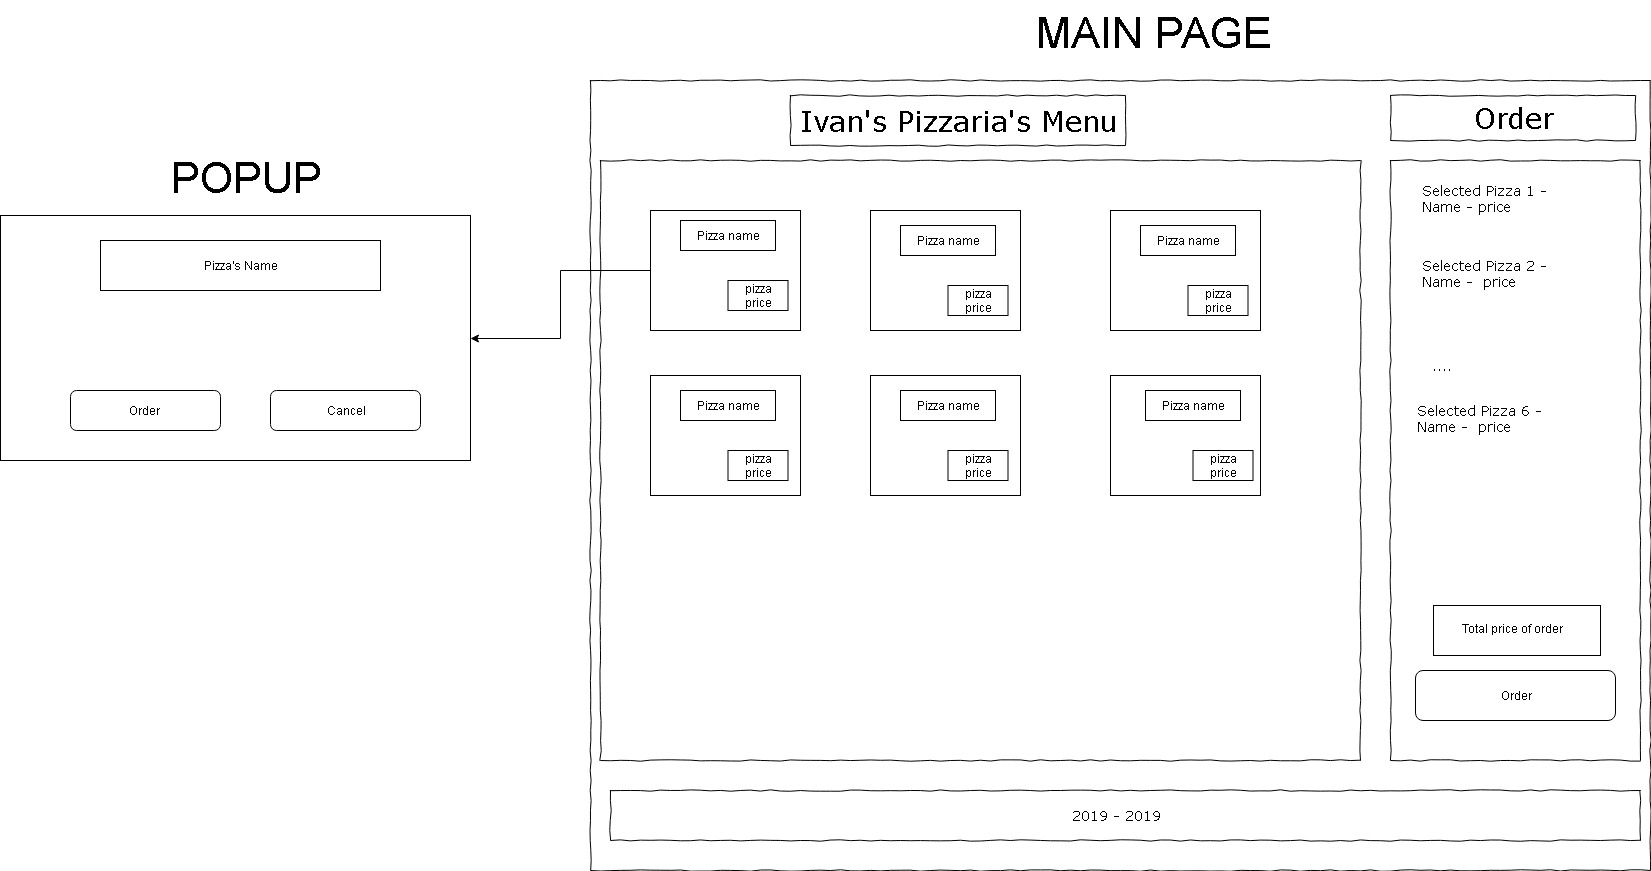 MAIN PAGE
POPUP
Pizza's Name
Order
Cancel
Ivan's Pizzaria's Menu
Pizza name
pizza
price
Pizza name
pizza
price
Pizza name
pizza
price
Pizza name
pizza
price
Pizza name
pizza
price
Pizza name
pizza
price
Order
Selected Pizza 1 -
Name - price
Selected Pizza 2 -
Name -  price
....
Selected Pizza 6 -
Name -  price
Total price of order
Order
2019 - 2019